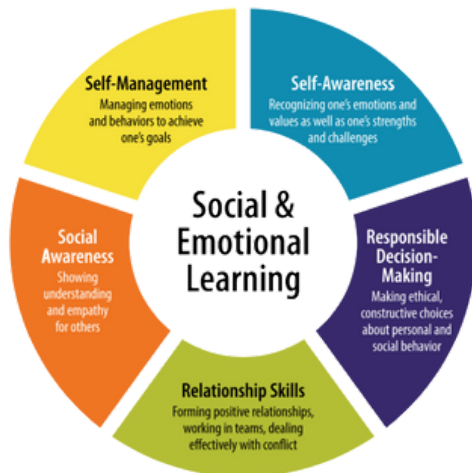 Self-Management
Managing emotions
and behaviors to achieve
one's goals
Self-Awareness
Recognizing one's emotions and
values as well as one's strengths
and challenges
Social &
Emotional
Learning
Social
Awareness
Showing
understanding
and empathy
for others
Responsible
Decision-
Making
Making ethical,
constructive choices
about personal and
social behavior
Relationship Skills
Forming positive relationships,
working in teams, dealing
effectively with conflict